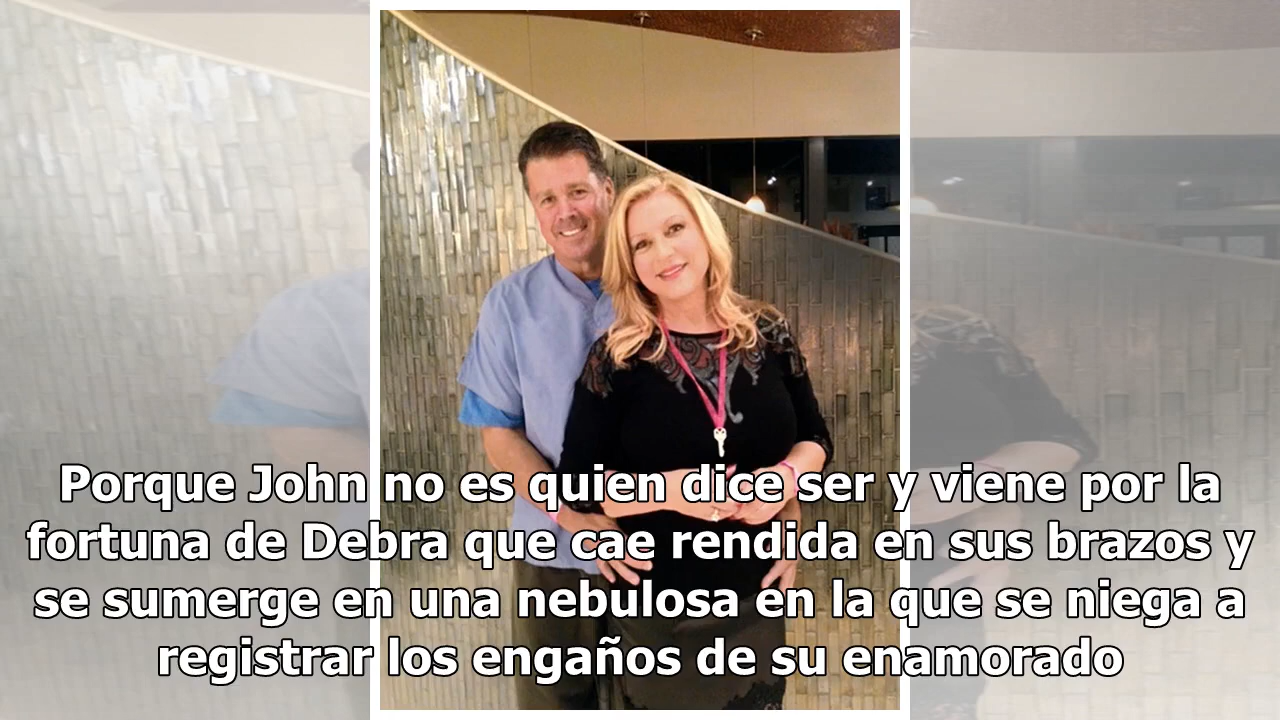 Porque John no es quien dice ser y viene por la
fortuna de Debra que cae rendida en sus brazos y
se sumerge en una nebulosa en la que se niega a
registrar los engaños de su enamorado